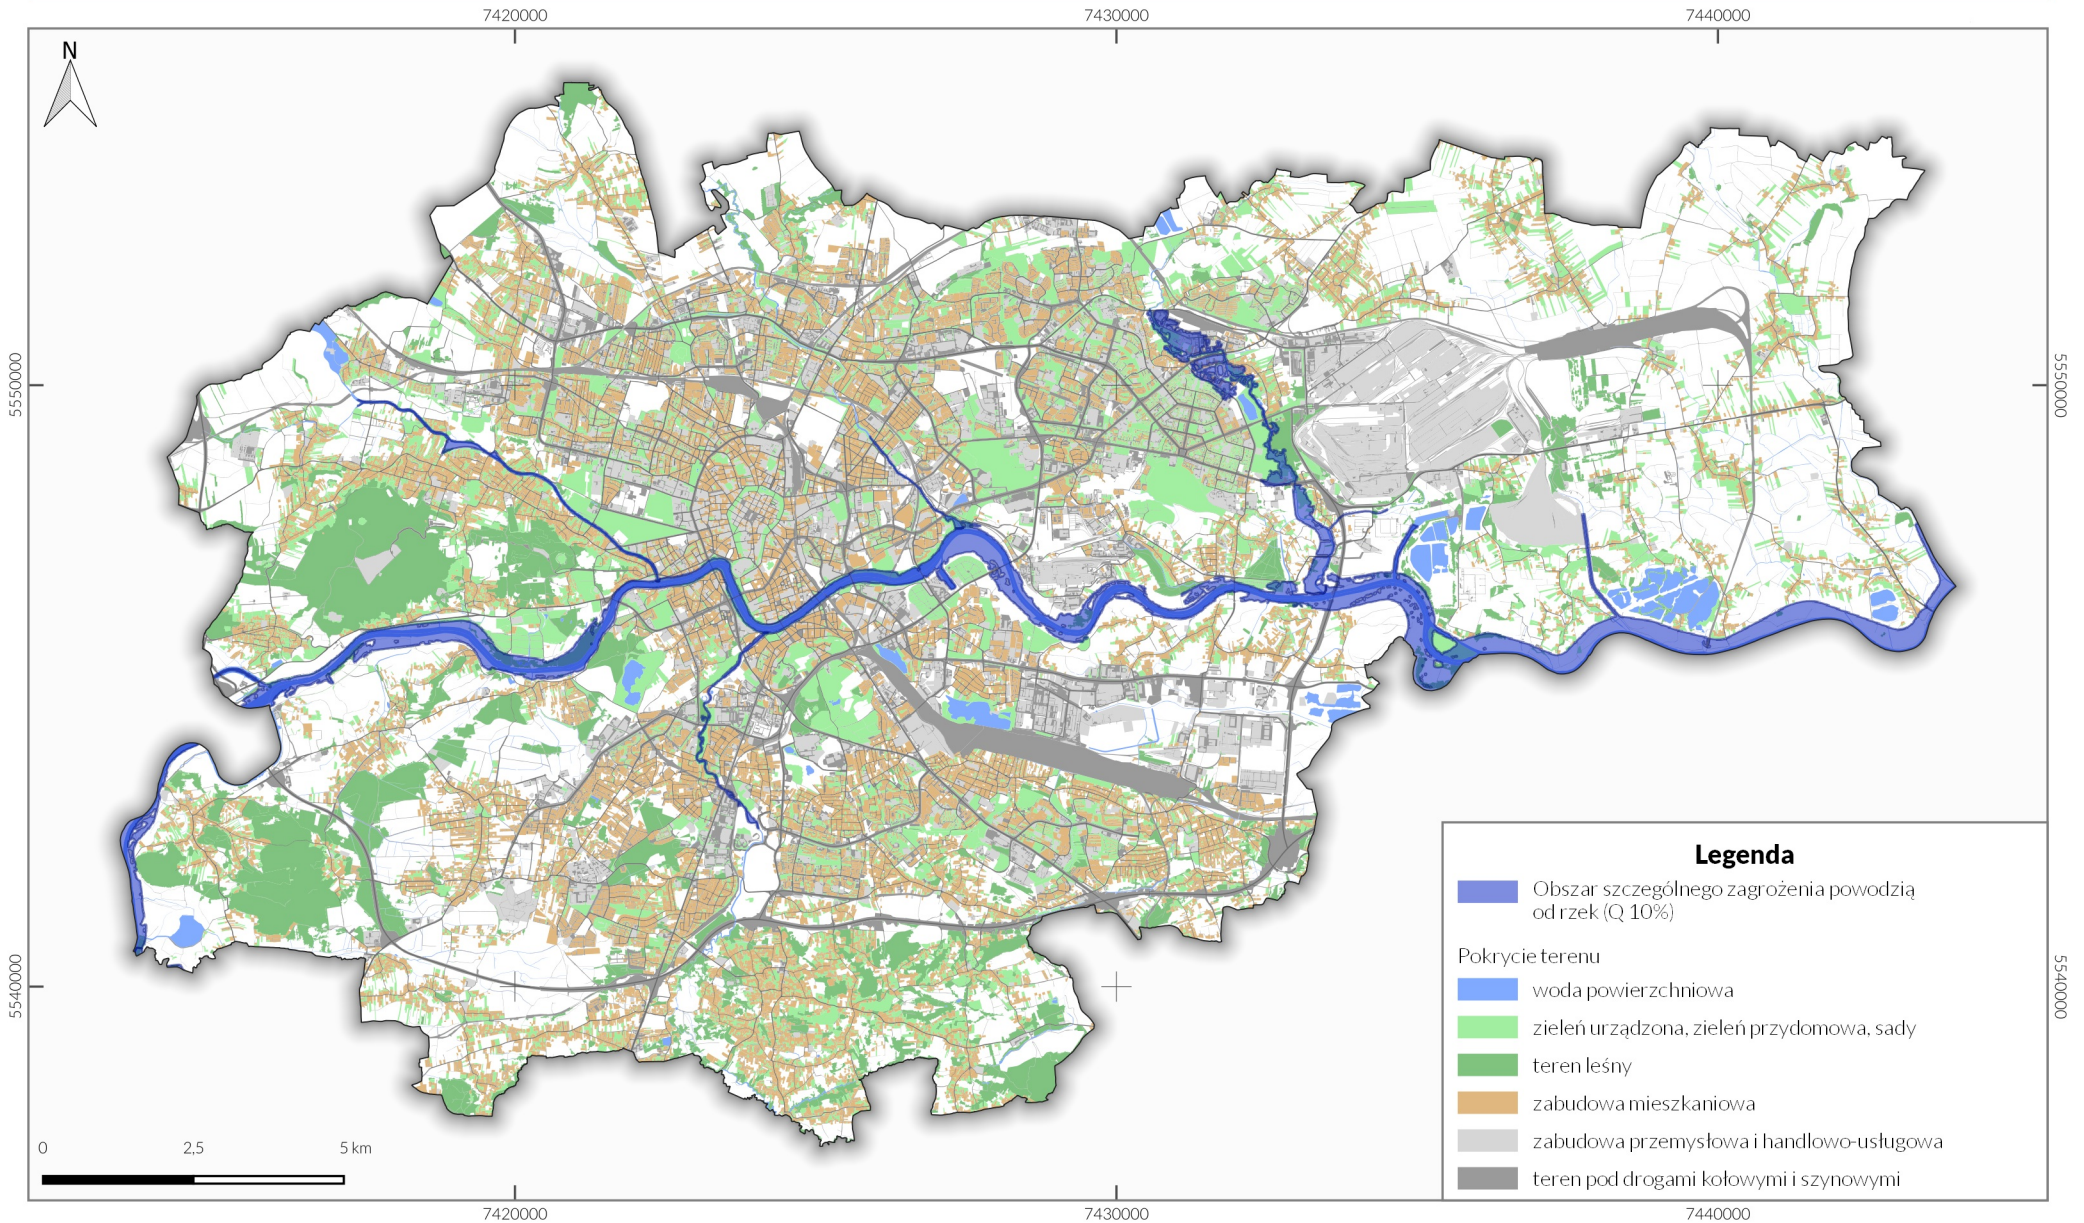 7420000 7430000 7440000
N
5550000 5550000
5540000 5540000
Legenda
Obszar szczególnego zagrożenia powodzią
od rzek (Q 10%)
Pokrycie terenu
woda powierzchniowa
zieleń urządzona, zieleń przydomowa, sady
teren leśny
zabudowa mieszkaniowa
zabudowa przemysłowa i handlowo-usługowa
teren pod drogami kołowymi i szynowymi
0 2,5 5 km
7420000 7430000 7440000